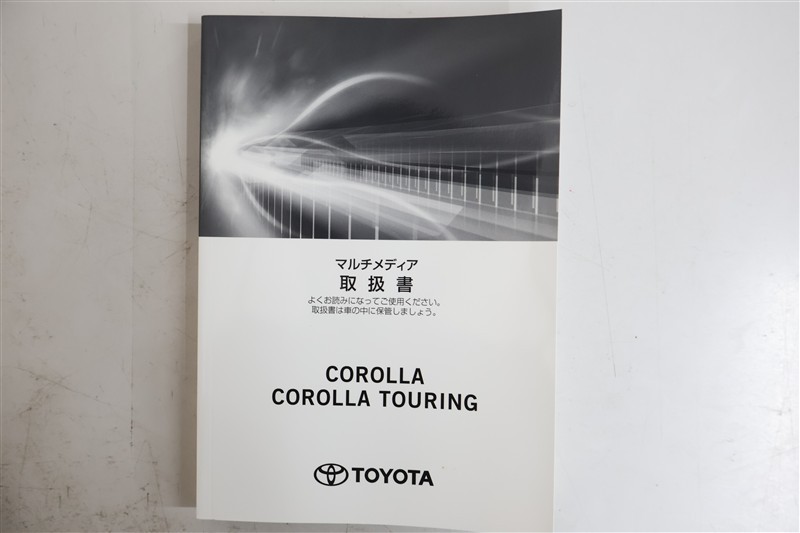 マルチメディア
取扱書
よくお読みになってご使用ください。
取扱書は車の中に保管しましょう。
COROLLA
COROLLA TOURING
TOYOTA